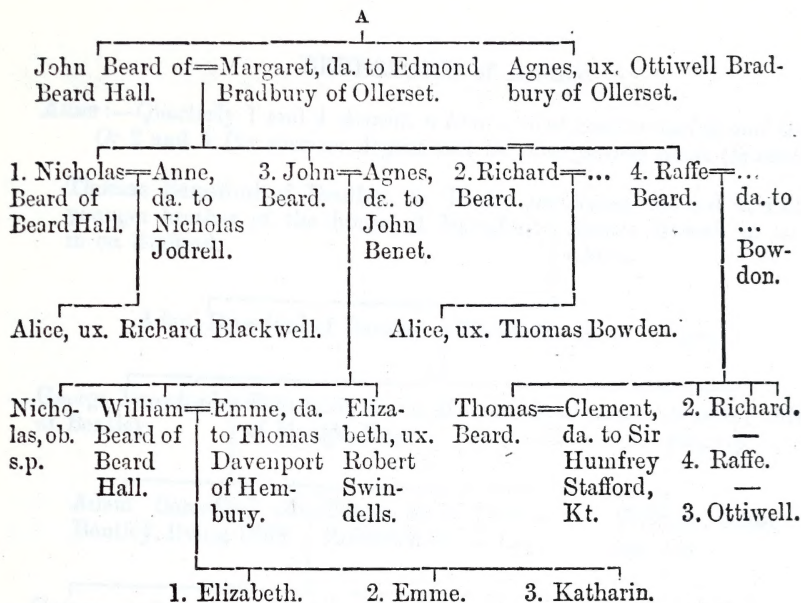 A
John Beard of═Margaret, da. to Edmond
Beard Hall. Bradbury of Ollerset.
Agnes, ux. Ottiwell Brad-
bury of Ollerset.
1. Nicholas═Anne,
Beard of da. to
Beard Hall. Nicholas
Jodrell.
3. John═Agnes,
Beard. da. to
John
Benet.
2. Richard═...
Beard.
4. Raffe═...
Beard. da. to
...
Bow-
don.
Alice, ux. Richard Blackwell.
Alice, ux. Thomas Bowden.
Nicho-
las, ob.
s.p.
William═Emme, da.
Beard of to Thomas
Beard Davenport
Hall. of Hem-
bury.
Eliza-
beth, ux.
Robert
Swin-
dells.
Thomas═Clement,
Beard. da. to Sir
Humfrey
Stafford,
Kt.
2. Richard.
—
4. Raffe.
—
3. Ottiwell.
1. Elizabeth. 2. Emme. 3. Katharin.